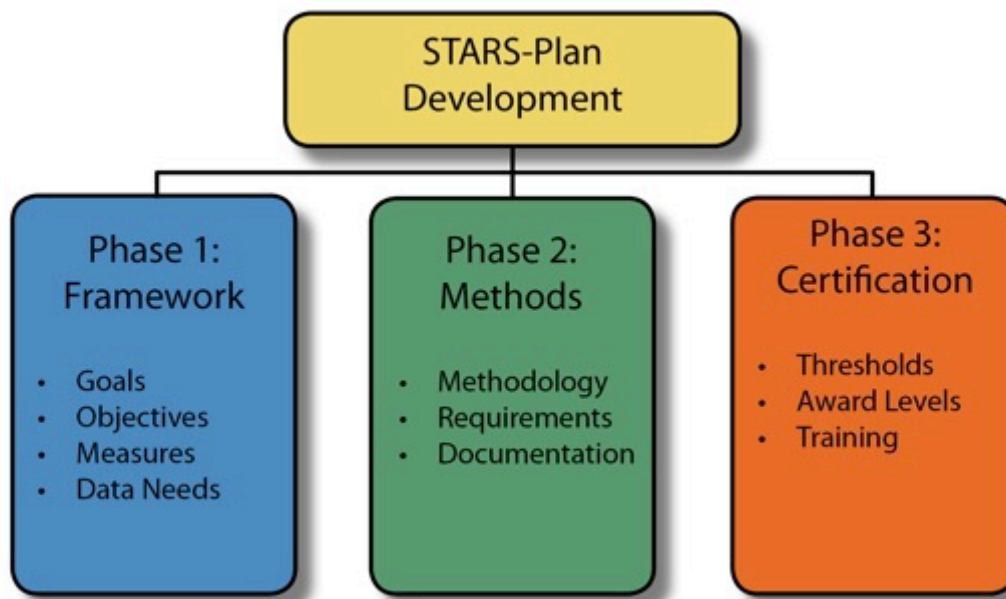 STARS-Plan
Development
Phase 1:
Framework
• Goals
• Objectives
• Measures
• Data Needs
Phase 2:
Methods
• Methodology
• Requirements
• Documentation
Phase 3:
Certification
• Thresholds
• Award Levels
• Training